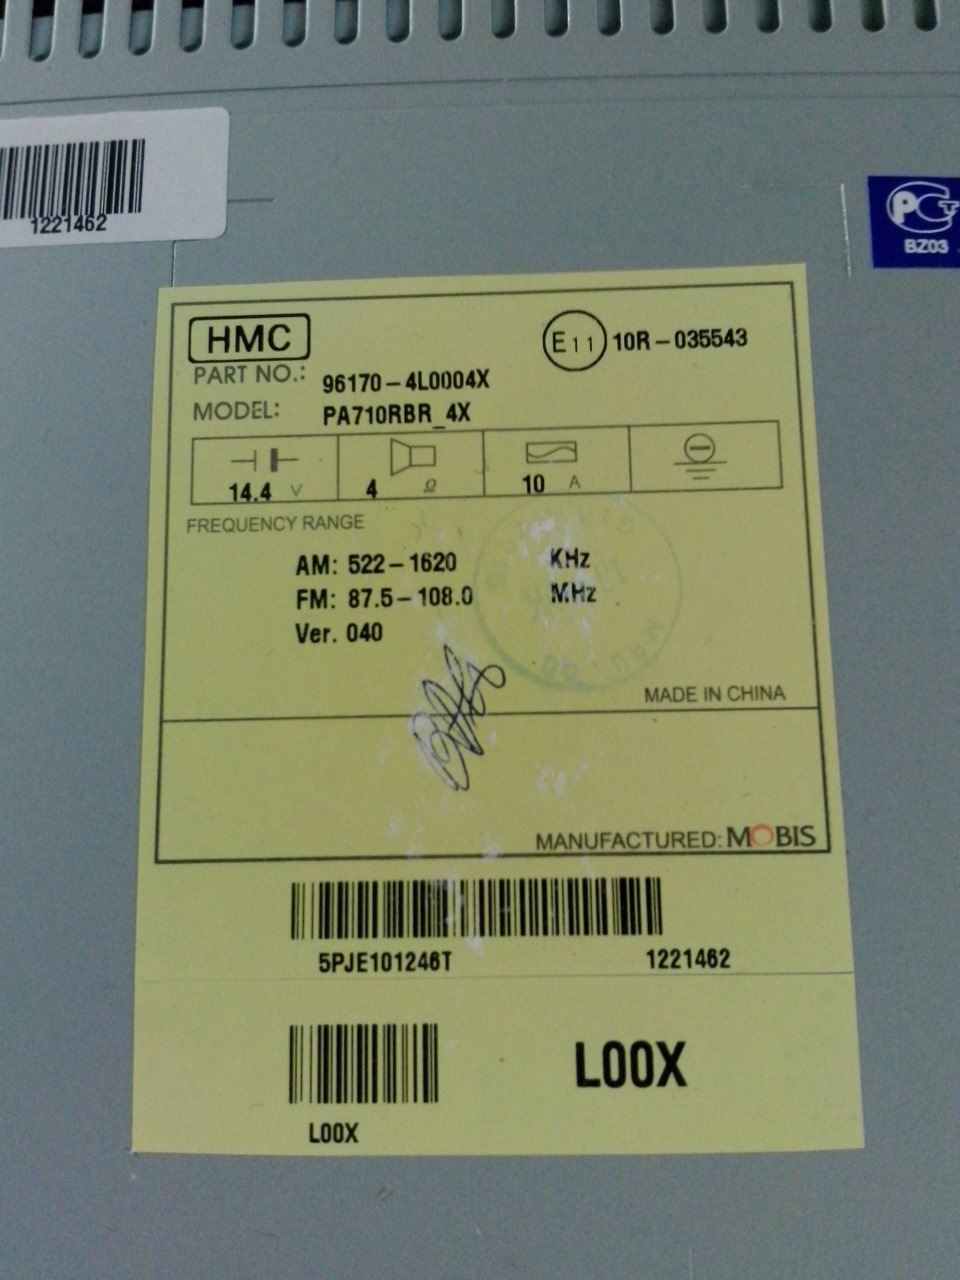 1221462
PCT
BZ03
HMC
E11 10R-035543
PART NO.: 96170-4L0004X
MODEL: PA710RBR_4X
14.4 V 4 Ω 10 A
FREQUENCY RANGE
AM: 522-1620 KHz
FM: 87.5-108.0 MHz
Ver. 040
MADE IN CHINA
MANUFACTURED: MOBIS
5PJE101246T 1221462
L00X
L00X